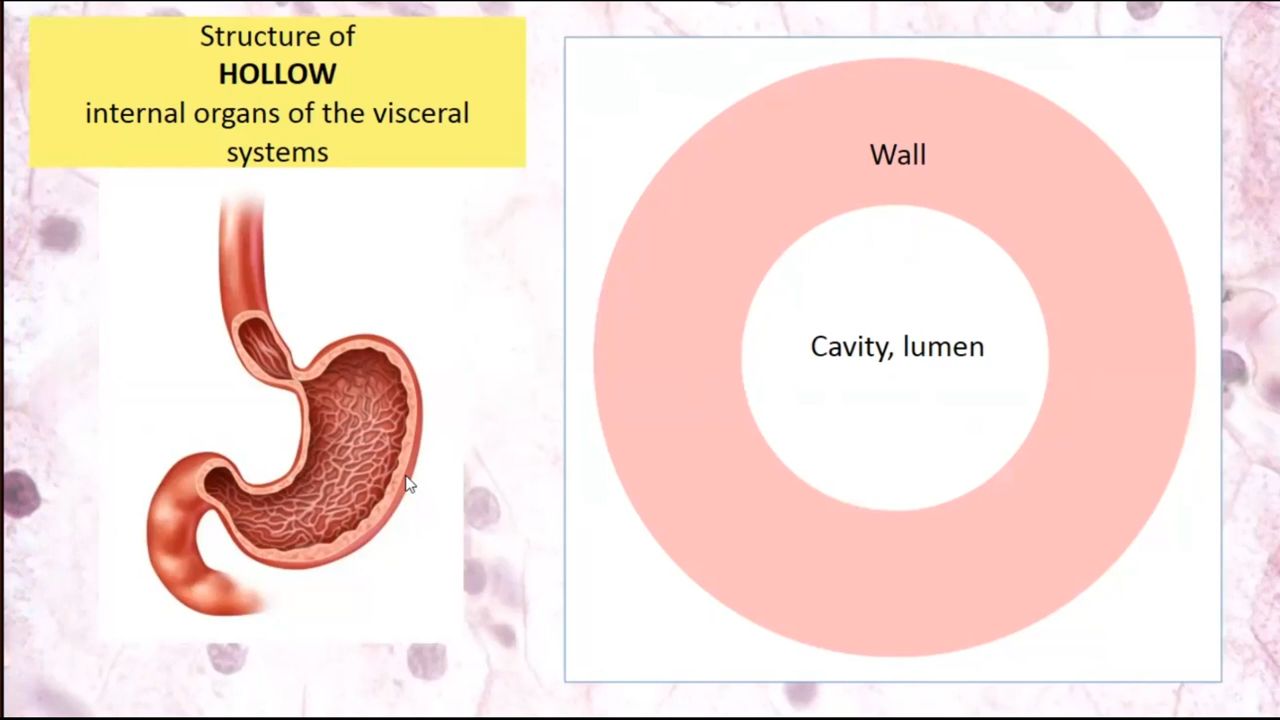 Structure of
HOLLOW
internal organs of the visceral
systems
Wall
Cavity, lumen